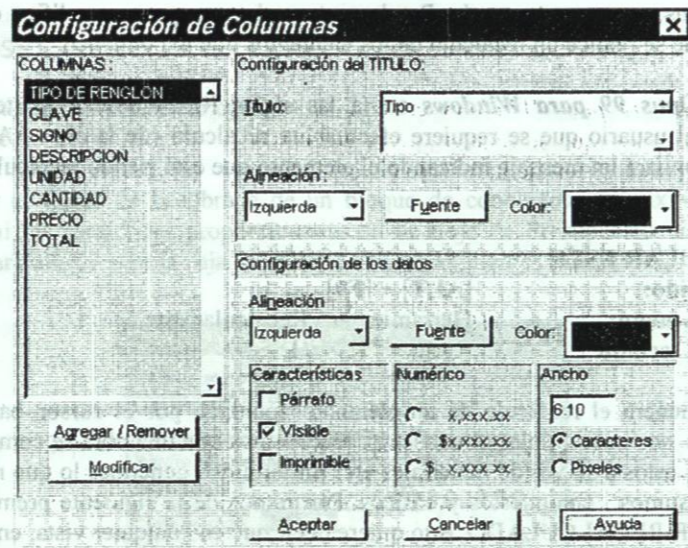 Configuración de Columnas
COLUMNAS:
TIPO DE RENGLON
CLAVE
SIGNO
DESCRIPCION
UNIDAD
CANTIDAD
PRECIO
TOTAL
Agregar / Remover
Modificar
Configuración del TITULO:
Título:
Tipo
Alineación:
Izquierda
Fuente
Color:
Configuración de los datos
Alineación
Izquierda
Fuente
Color:
Características
Párrafo
Visible
Imprimible
Numérico
x,xxx.xx
$x,xxx.xx
$ x,xxx.xx
Ancho
6.10
Caracteres
Pixeles
Aceptar
Cancelar
Ayuda